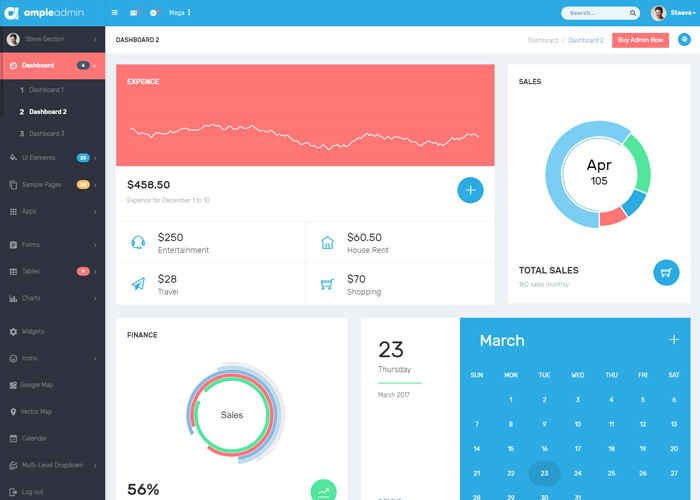 ampleadmin
Mega
Search...
Steave
Steve Gection
Dashboard 4
1 Dashboard 1
2 Dashboard 2
3 Dashboard 3
UI Elements 20
Sample Pages
Apps
Forms
Tables 9
Charts
Widgets
Icons
Google Map
Vector Map
Calendar
Multi-Level Dropdown
Log out
DASHBOARD 2
Dashboard / Dashboard 2
Buy Admin Now
EXPENCE
$458.50
Expence for December 1 to 10
$250
Entertainment
$60.50
House Rent
$28
Travel
$70
Shopping
SALES
Apr
105
TOTAL SALES
160 sales monthly
FINANCE
Sales
56%
23
Thursday
March 2017
March
SUN MON TUE WED THU FRI SAT
1 2 3 4 5 6
7 8 9 10 11 12 13
14 15 16 17 18 19 20
21 22 23 24 25 26 27
28 29 30 31